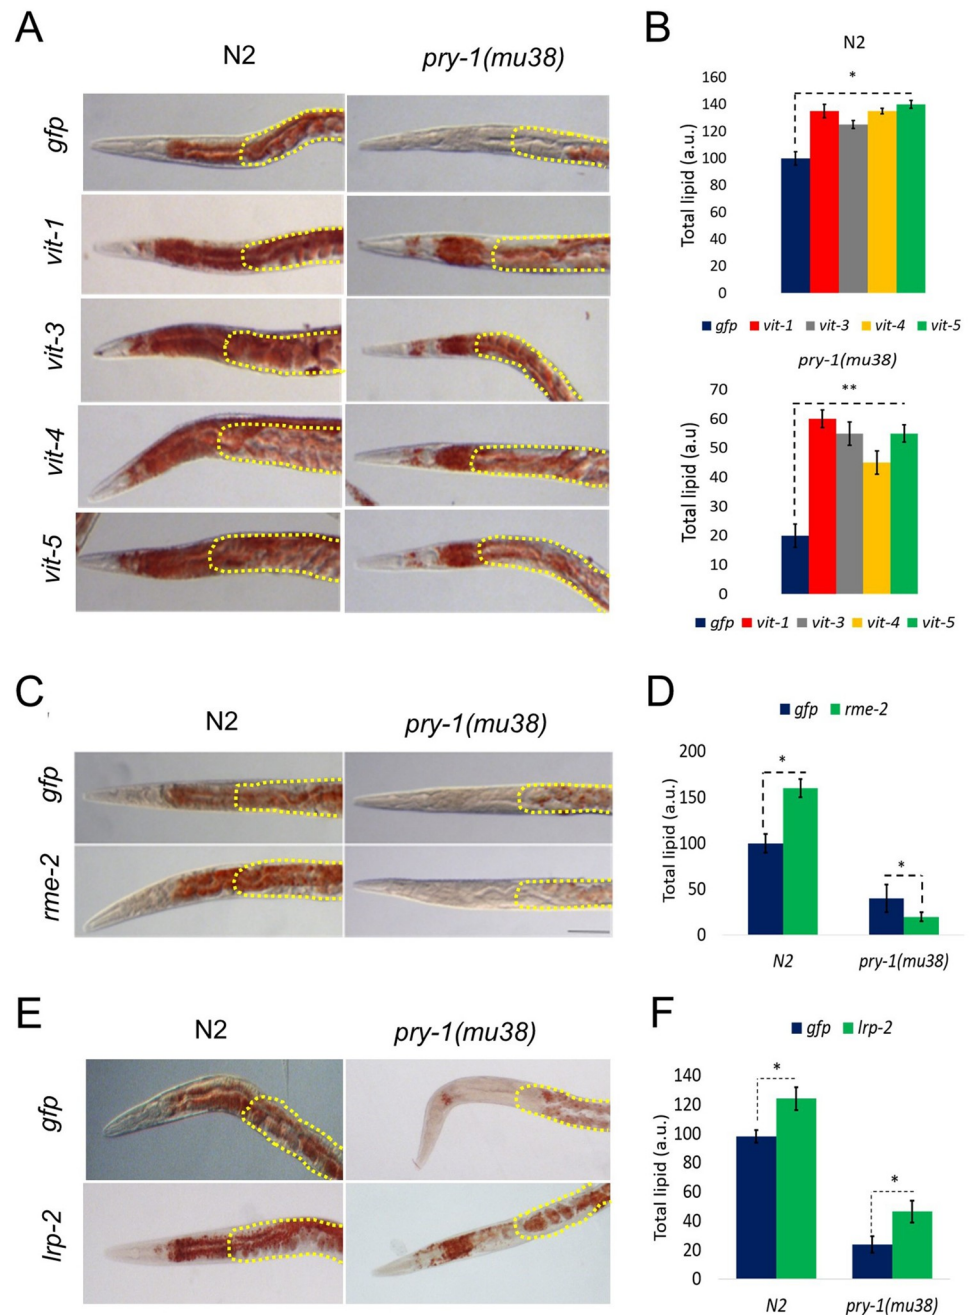 A
N2
pry-1(mu38)
gfp
vit-1
vit-3
vit-4
vit-5
B
N2
160
140
120
100
80
60
40
20
0
Total lipid (a.u.)
*
gfp vit-1 vit-3 vit-4 vit-5
pry-1(mu38)
70
60
50
40
30
20
10
0
Total lipid (a.u)
**
gfp vit-1 vit-3 vit-4 vit-5
C
N2
pry-1(mu38)
gfp
rme-2
D
gfp rme-2
200
150
100
50
0
Total lipid (a.u.)
*
*
N2 pry-1(mu38)
E
N2
pry-1(mu38)
gfp
lrp-2
F
gfp lrp-2
140
120
100
80
60
40
20
0
Total lipid (a.u.)
*
*
N2 pry-1(mu38)